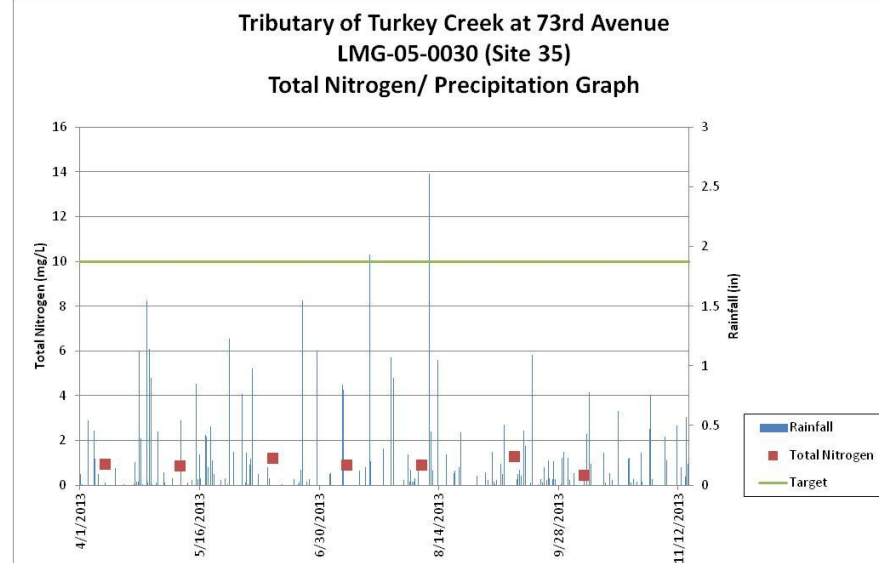 Tributary of Turkey Creek at 73rd Avenue
LMG-05-0030 (Site 35)
Total Nitrogen/ Precipitation Graph
16
14
12
10
8
6
4
2
0
Total Nitrogen (mg/L)
3
2.5
2
1.5
1
0.5
0
Rainfall (in)
4/1/2013
5/16/2013
6/30/2013
8/14/2013
9/28/2013
11/12/2013
Rainfall
Total Nitrogen
Target